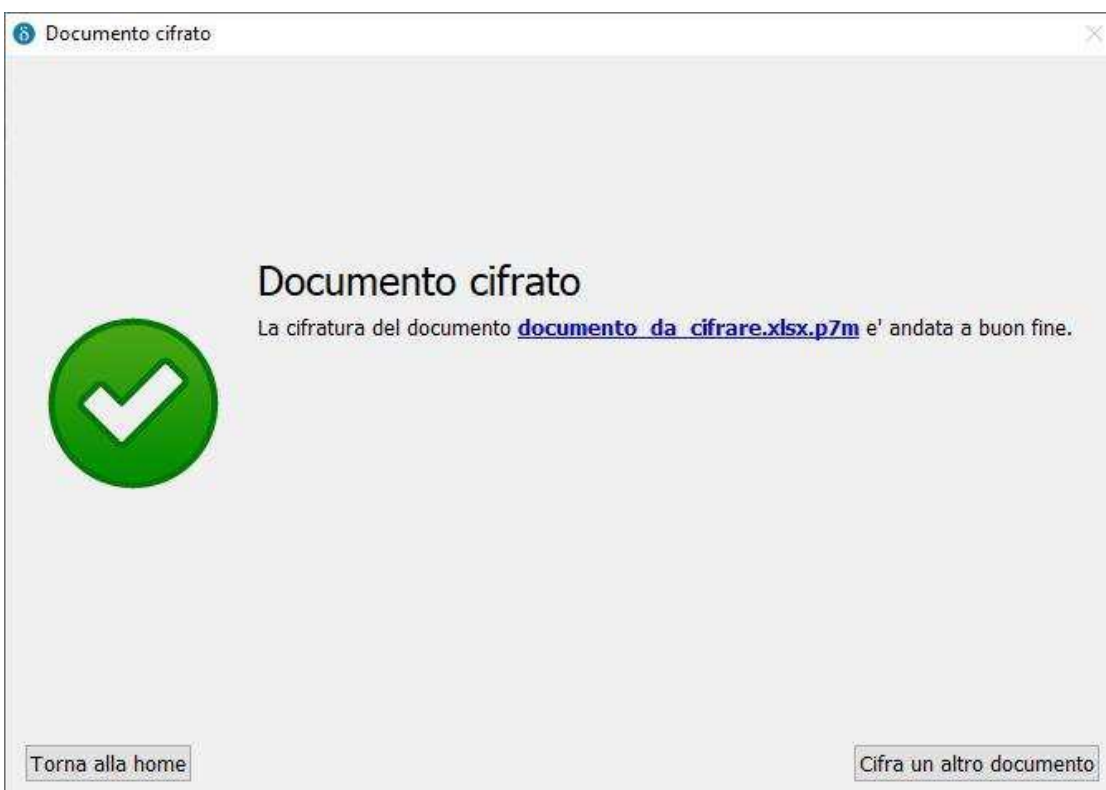 δ Documento cifrato
Documento cifrato
La cifratura del documento documento_da_cifrare.xlsx.p7m e' andata a buon fine.
Torna alla home
Cifra un altro documento